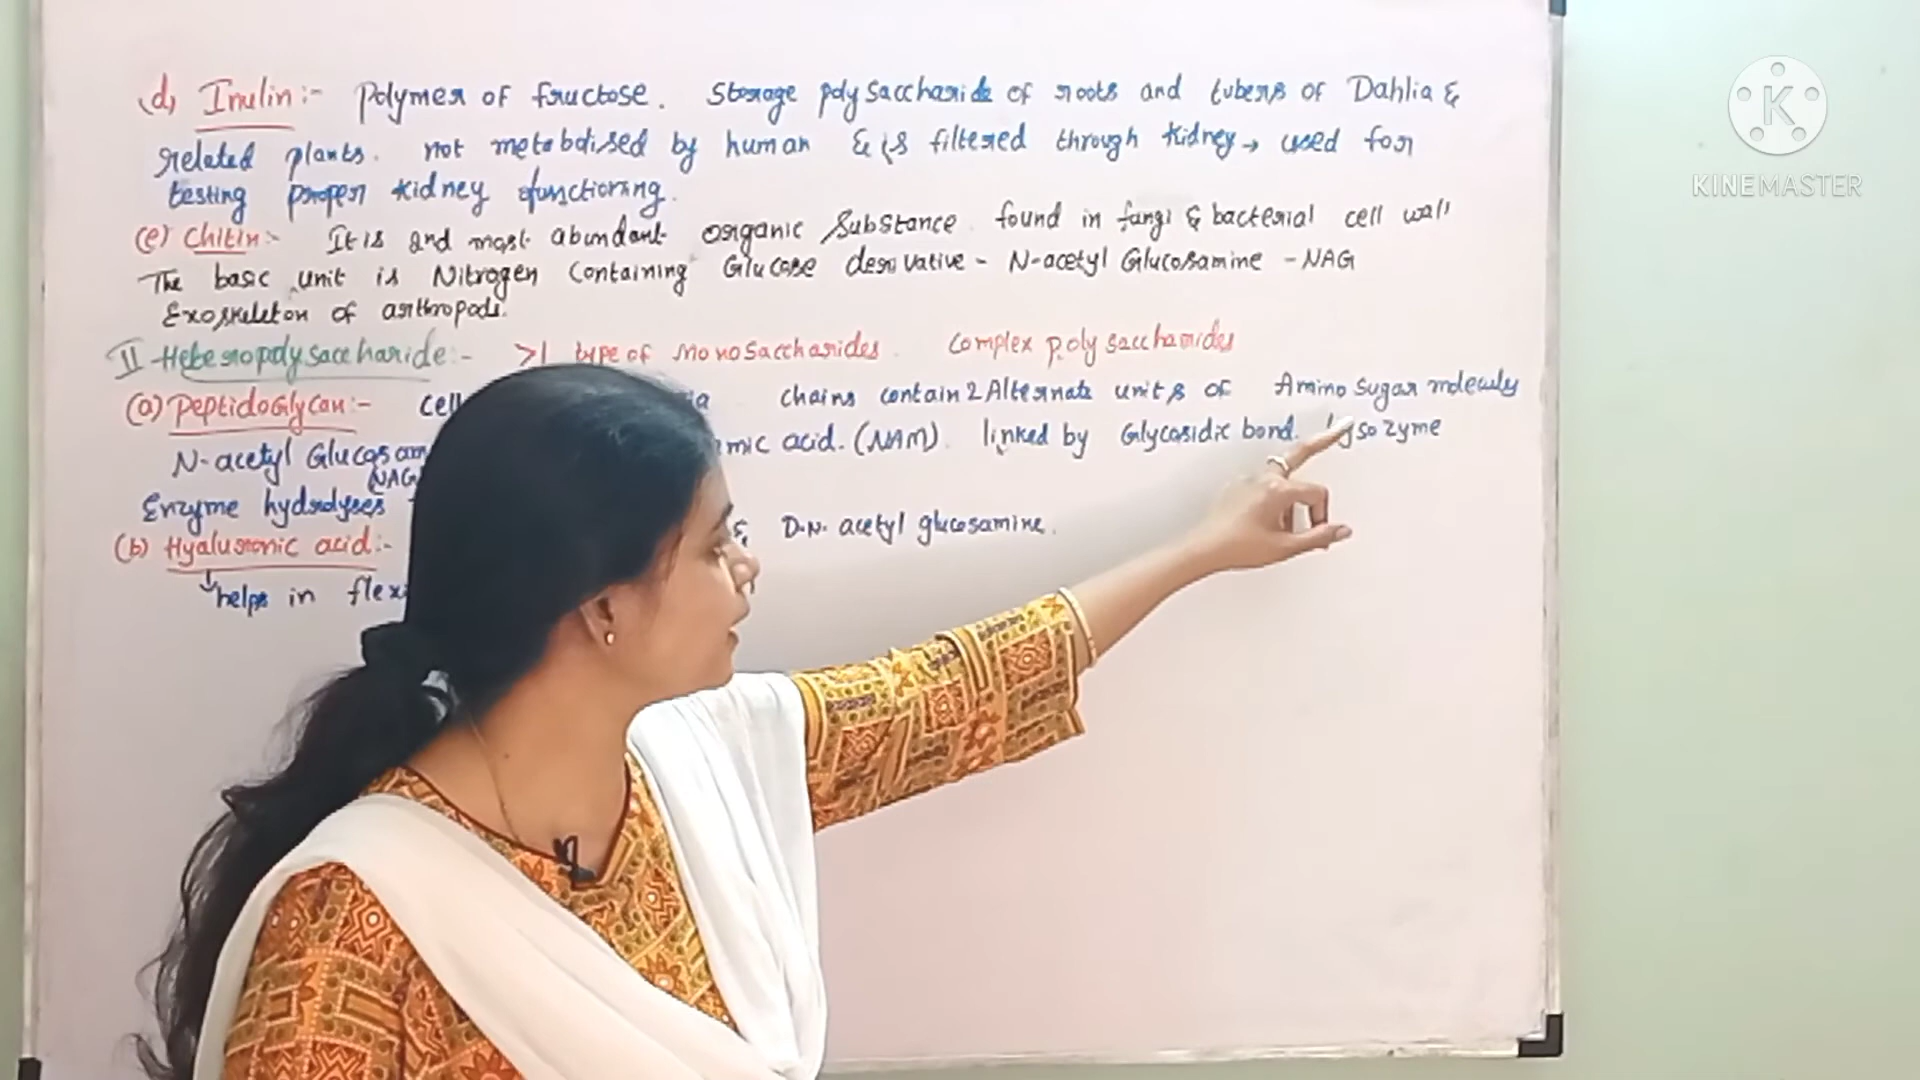 (d) Inulin:- Polymer of fructose. Storage polysaccharide of roots and tubers of Dahlia &
related plants. not metabolised by human & is filtered through kidney → used for
testing proper kidney functioning.
(e) Chitin:- It is 2nd most abundant organic Substance. found in fungi & bacterial cell wall
The basic unit is Nitrogen Containing Glucose derivative - N-acetyl Glucosamine - NAG
Exoskeleton of arthropods.
II Heteropolysaccharide:- >1 type of Monosaccharides. Complex polysaccharides
(a) Peptidoglycan:- cell chains contain 2 Alternate units of Amino Sugar molecules
N-acetyl Glucosam mic acid. (NAM). linked by Glycosidic bond. Lysozyme
(NAG
Enzyme hydrolyses
(b) Hyaluronic acid:- & D-N- acetyl glucosamine.
↳ helps in flexi
K
KINEMASTER